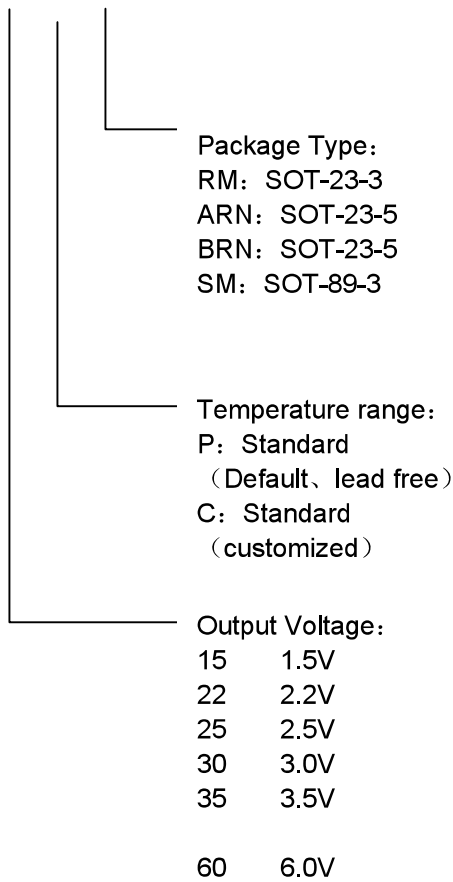 Package Type：
RM：SOT-23-3
ARN：SOT-23-5
BRN：SOT-23-5
SM：SOT-89-3
Temperature range：
P：Standard
（Default、lead free）
C：Standard
（customized）
Output Voltage：
15 1.5V
22 2.2V
25 2.5V
30 3.0V
35 3.5V
60 6.0V